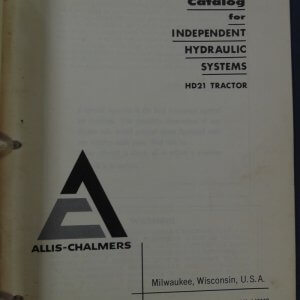 Catalog
for
INDEPENDENT
HYDRAULIC
SYSTEMS
HD21 TRACTOR
ALLIS-CHALMERS
Milwaukee, Wisconsin, U.S.A.